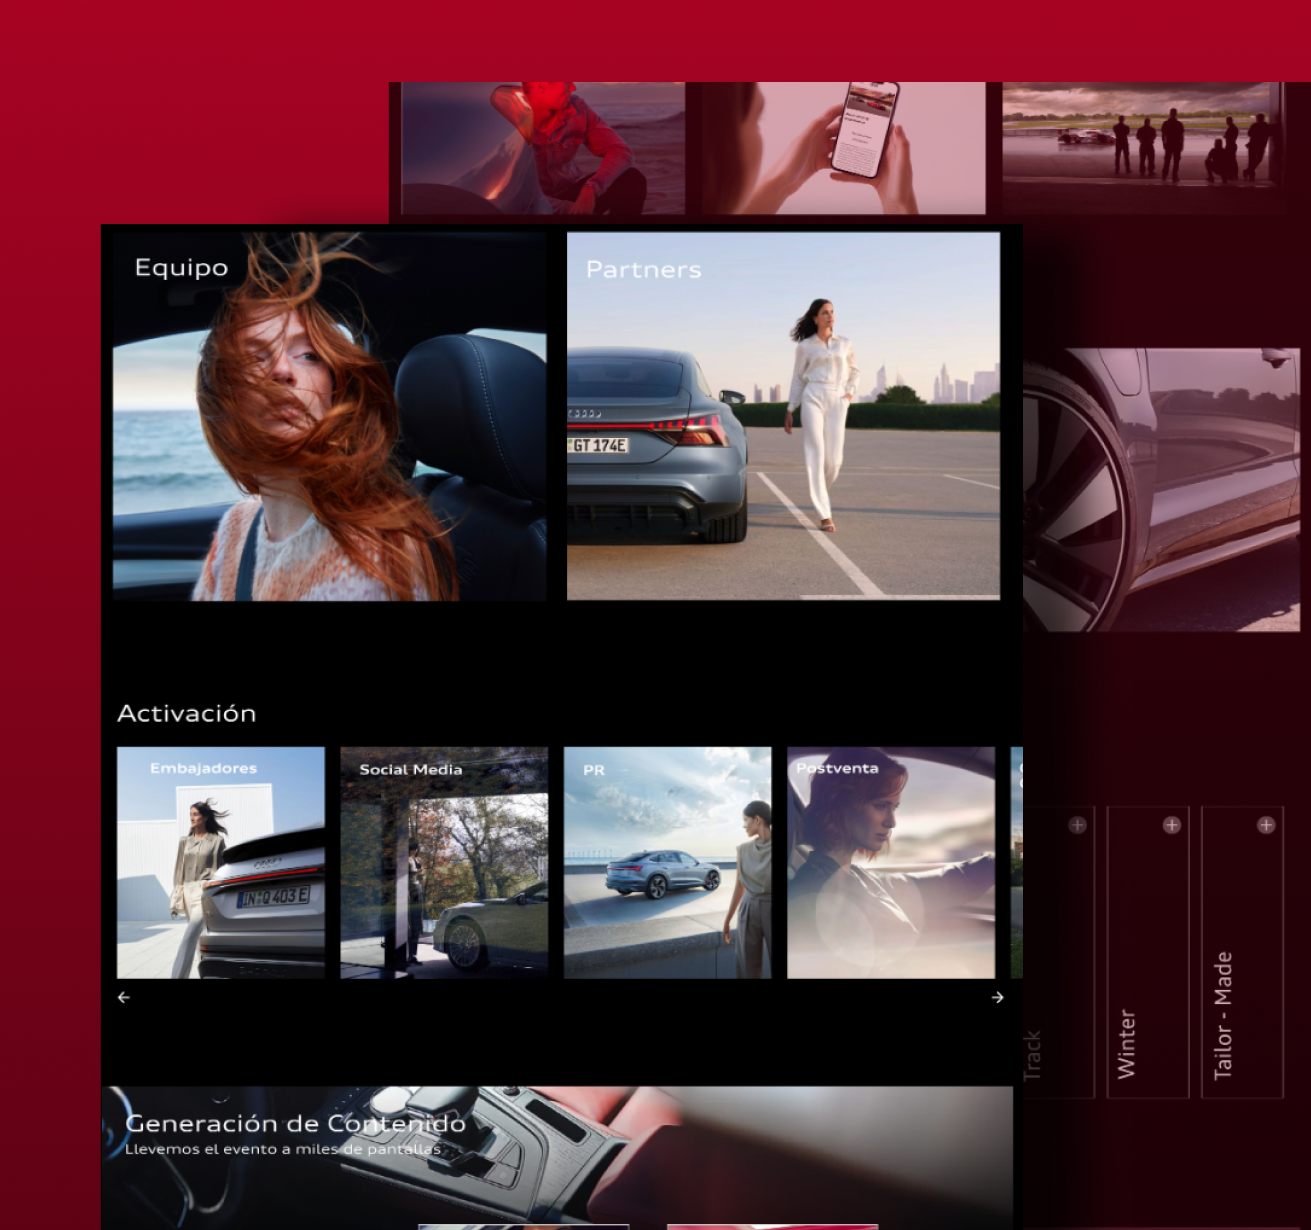 Equipo
Partners
GT 174E
Activación
Embajadores
Social Media
PR
Postventa
IN·Q 403 E
Track
Winter
Tailor - Made
Generación de Contenido
Llevemos el evento a miles de pantallas